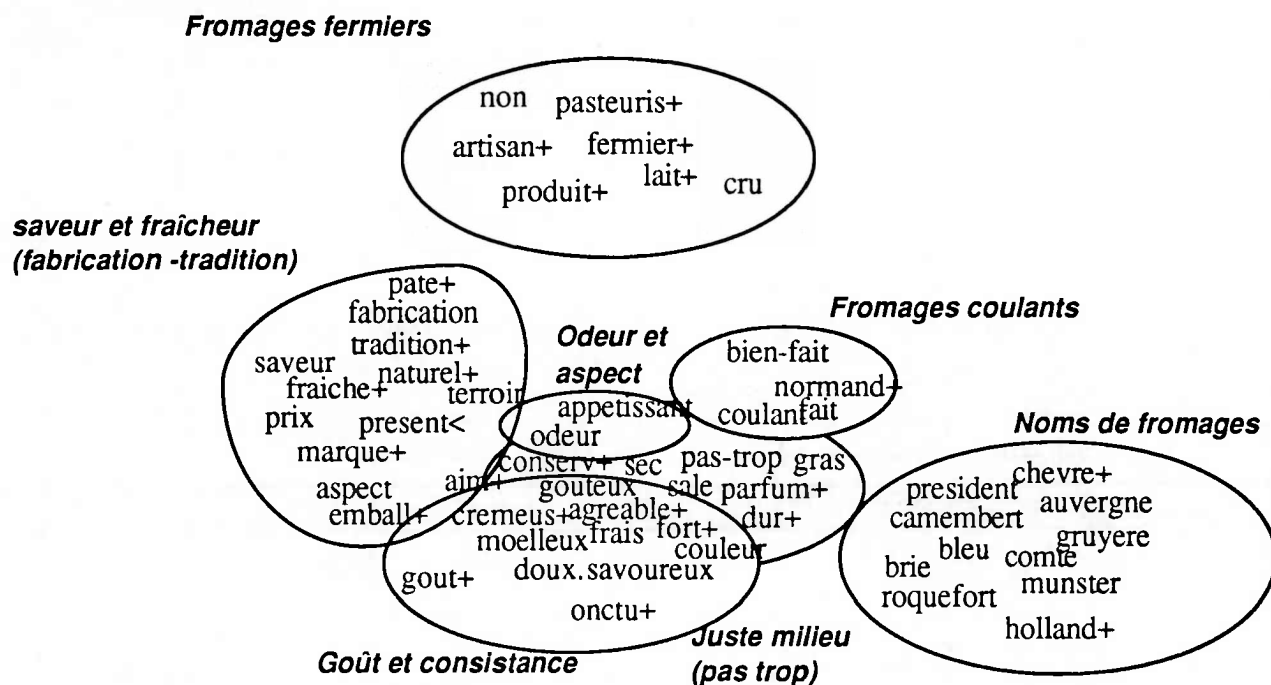 Fromages fermiers
non pasteuris+
artisan+ fermier+
lait+
produit+ cru
saveur et fraîcheur
(fabrication -tradition)
pate+
fabrication
tradition+
saveur naturel+
fraiche+ terroir
prix present<
marque+
aspect
emball+
Odeur et
aspect
appetissant
odeur
Fromages coulants
bien-fait
normand+
coulant fait
conserv+ sec pas-trop gras
aim+ gouteux sale parfum+
cremeus+ agreable+ dur+
moelleux frais fort+
couleur
gout+ doux. savoureux
onctu+
Goût et consistance
Juste milieu
(pas trop)
Noms de fromages
chevre+
president auvergne
camembert gruyere
bleu comte
brie munster
roquefort
holland+